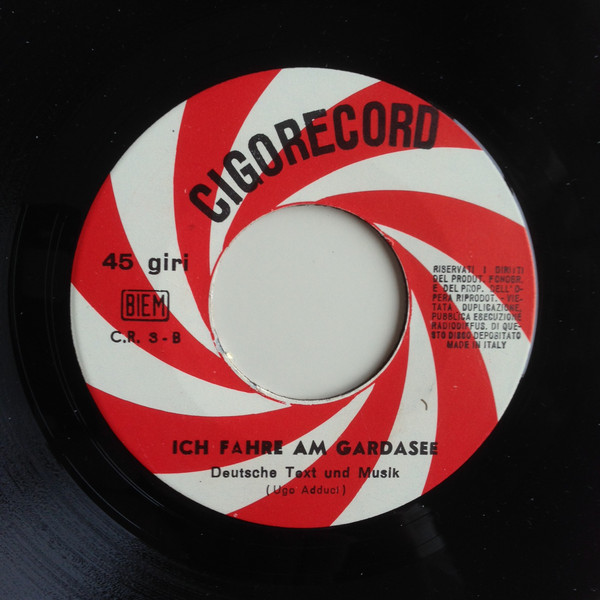 CIGORECORD
45 giri
BIEM
C.R. 3-B
RISERVATI I DIRITTI
DEL PRODUT. FONOGR.
E DEL PROP. DELL'O-
PERA RIPRODOT. - VIE-
TATA DUPLICAZIONE,
PUBBLICA ESECUZIONE
RADIODIFFUS. DI QUE-
STO DISCO DEPOSITATO
MADE IN ITALY
ICH FAHRE AM GARDASEE
Deutsche Text und Musik
(Ugo Adduci)